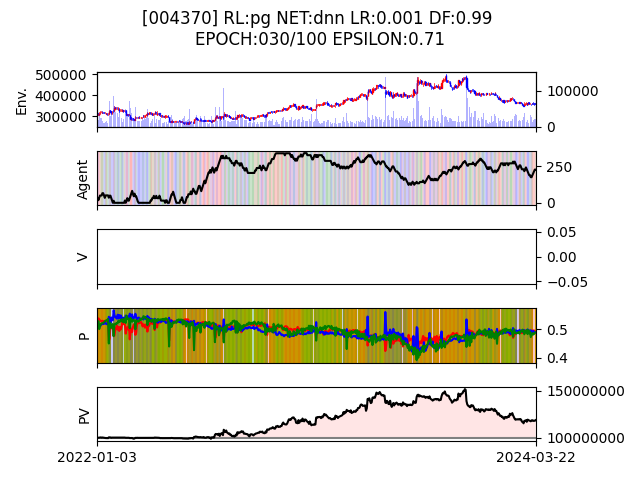 [004370] RL:pg NET:dnn LR:0.001 DF:0.99
EPOCH:030/100 EPSILON:0.71
Env.
500000
400000
300000
100000
0
Agent
250
0
V
0.05
0.00
−0.05
P
0.5
0.4
PV
150000000
100000000
2022-01-03
2024-03-22